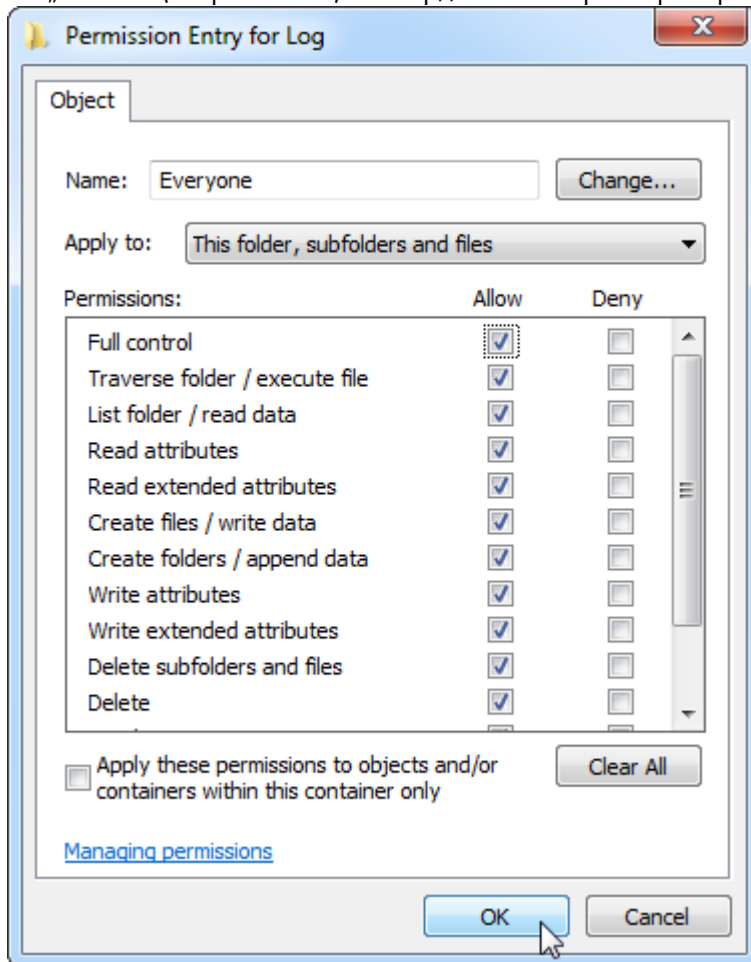 Permission Entry for Log
Object
Name: Everyone Change...
Apply to: This folder, subfolders and files
Permissions: Allow Deny
Full control
Traverse folder / execute file
List folder / read data
Read attributes
Read extended attributes
Create files / write data
Create folders / append data
Write attributes
Write extended attributes
Delete subfolders and files
Delete
Apply these permissions to objects and/or
containers within this container only
Clear All
Managing permissions
OK Cancel